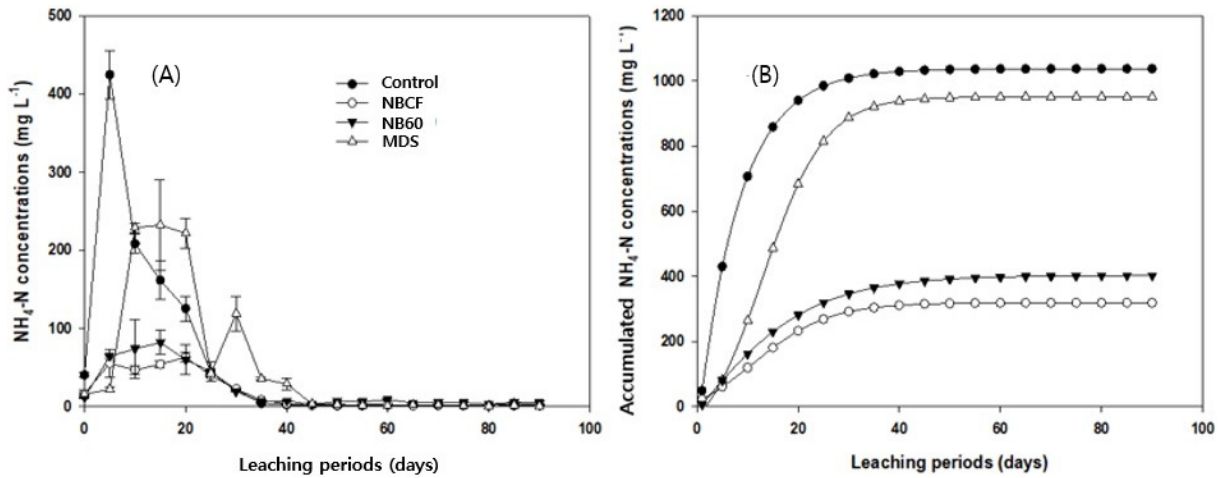 (A)
Control
NBCF
NB60
MDS
NH₄-N concentrations (mg L⁻¹)
500
400
300
200
100
0
0 20 40 60 80 100
Leaching periods (days)
(B)
Accumulated NH₄-N concentrations (mg L⁻¹)
1200
1000
800
600
400
200
0
0 20 40 60 80 100
Leaching periods (days)